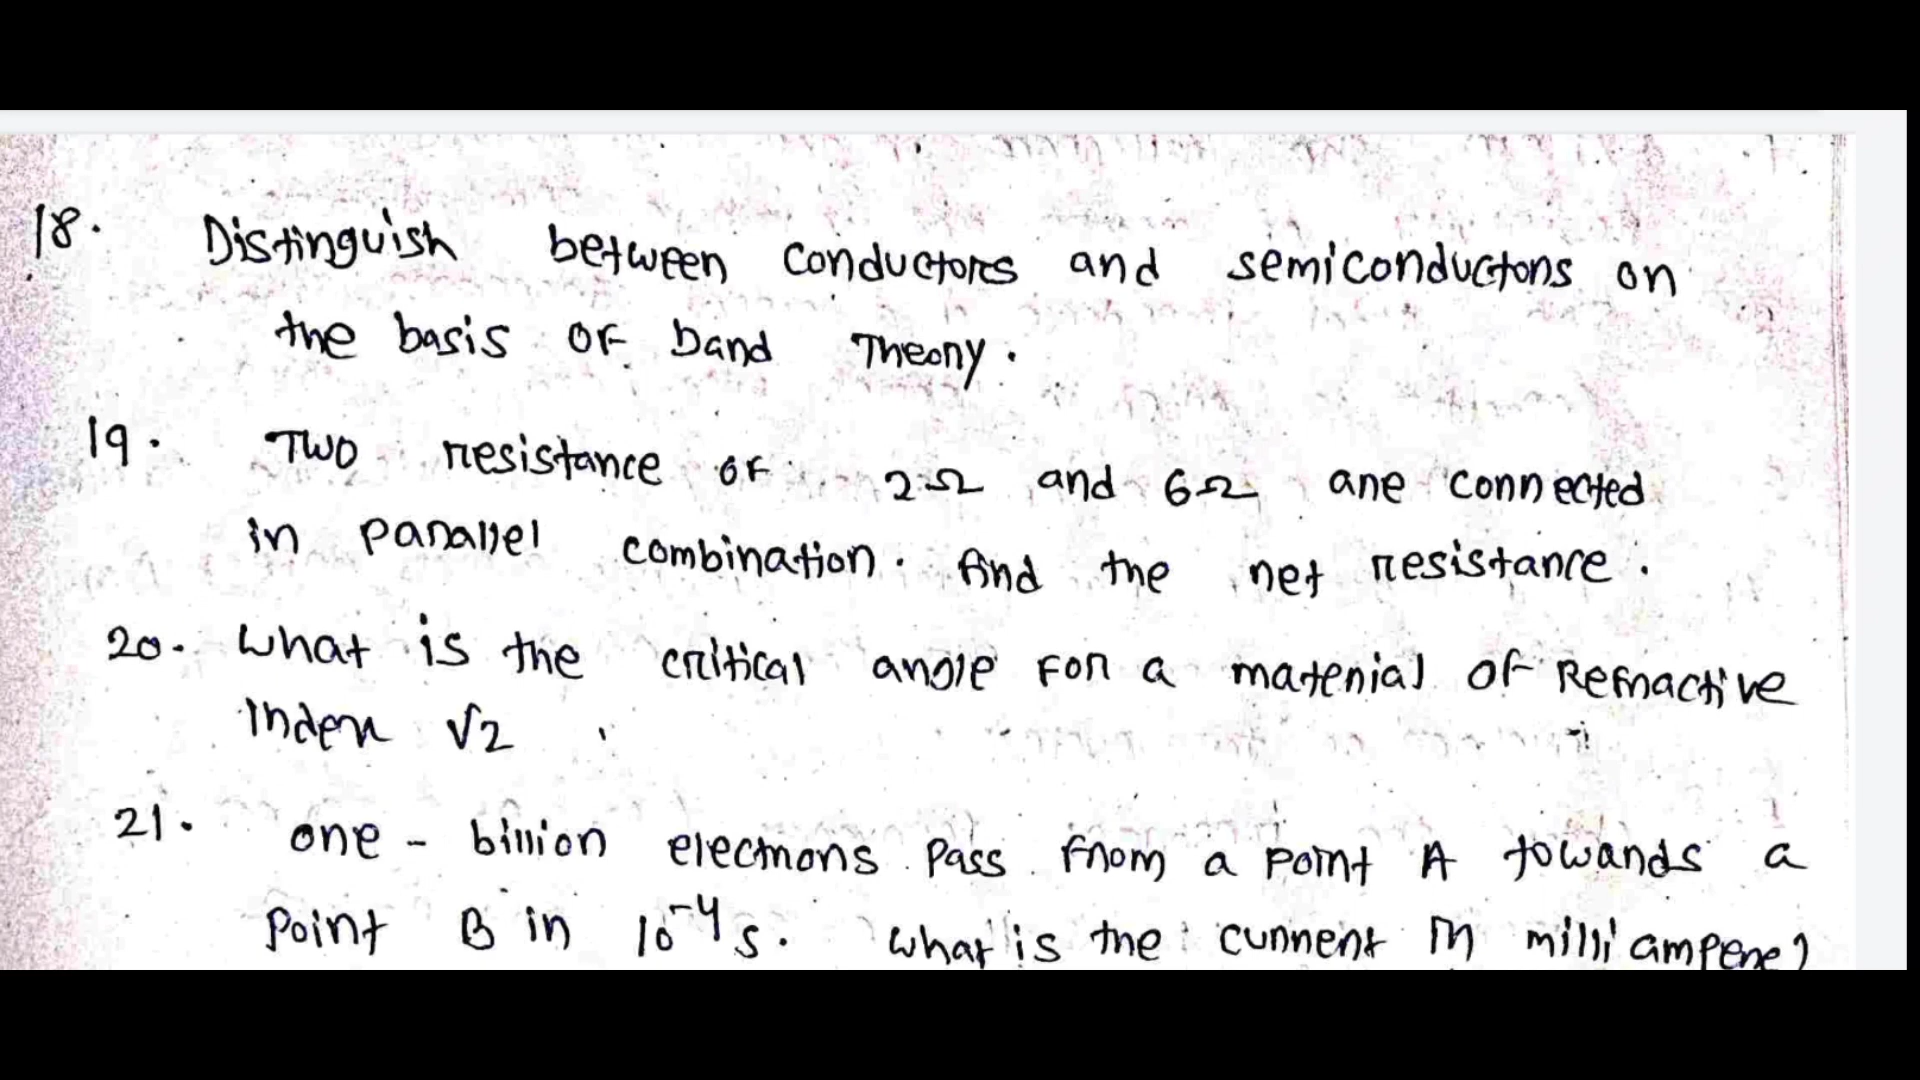 18. Distinguish between conductors and semiconductors on
the basis of band Theory.
19. Two resistance of 2Ω and 6Ω are connected
in parallel combination. find the net resistance.
20. What is the critical angle for a material of Refractive
Index √2
21. one - billion electrons pass from a point A towards a
Point B in 10⁻⁴ s. what is the current in milli ampere?